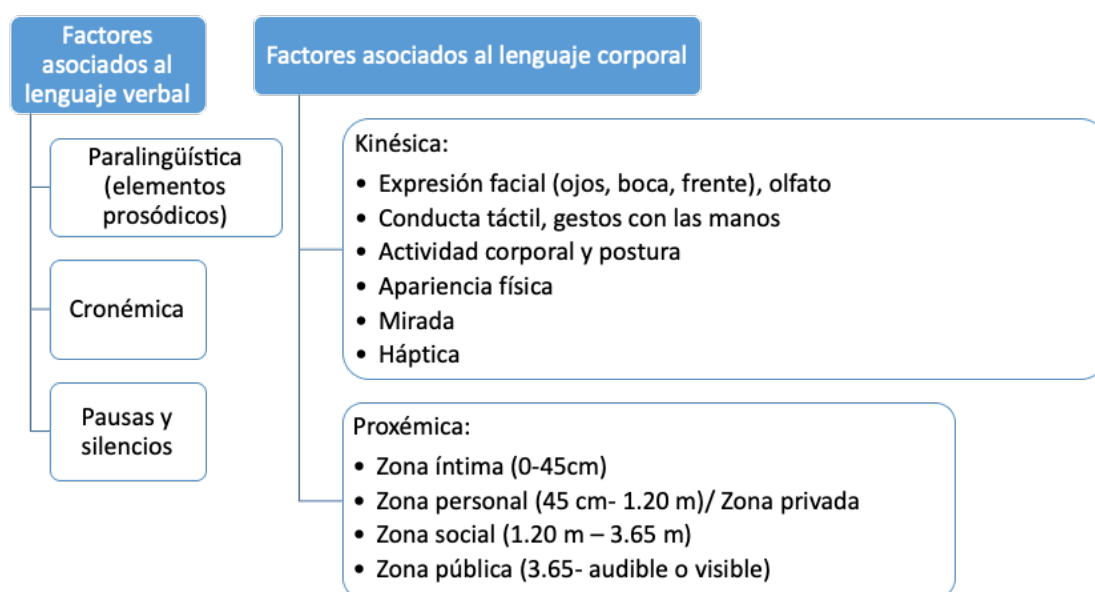 Factores
asociados al
lenguaje verbal
Paralingüística
(elementos
prosódicos)
Cronémica
Pausas y
silencios
Factores asociados al lenguaje corporal
Kinésica:
• Expresión facial (ojos, boca, frente), olfato
• Conducta táctil, gestos con las manos
• Actividad corporal y postura
• Apariencia física
• Mirada
• Háptica
Proxémica:
• Zona íntima (0-45cm)
• Zona personal (45 cm- 1.20 m)/ Zona privada
• Zona social (1.20 m – 3.65 m)
• Zona pública (3.65- audible o visible)